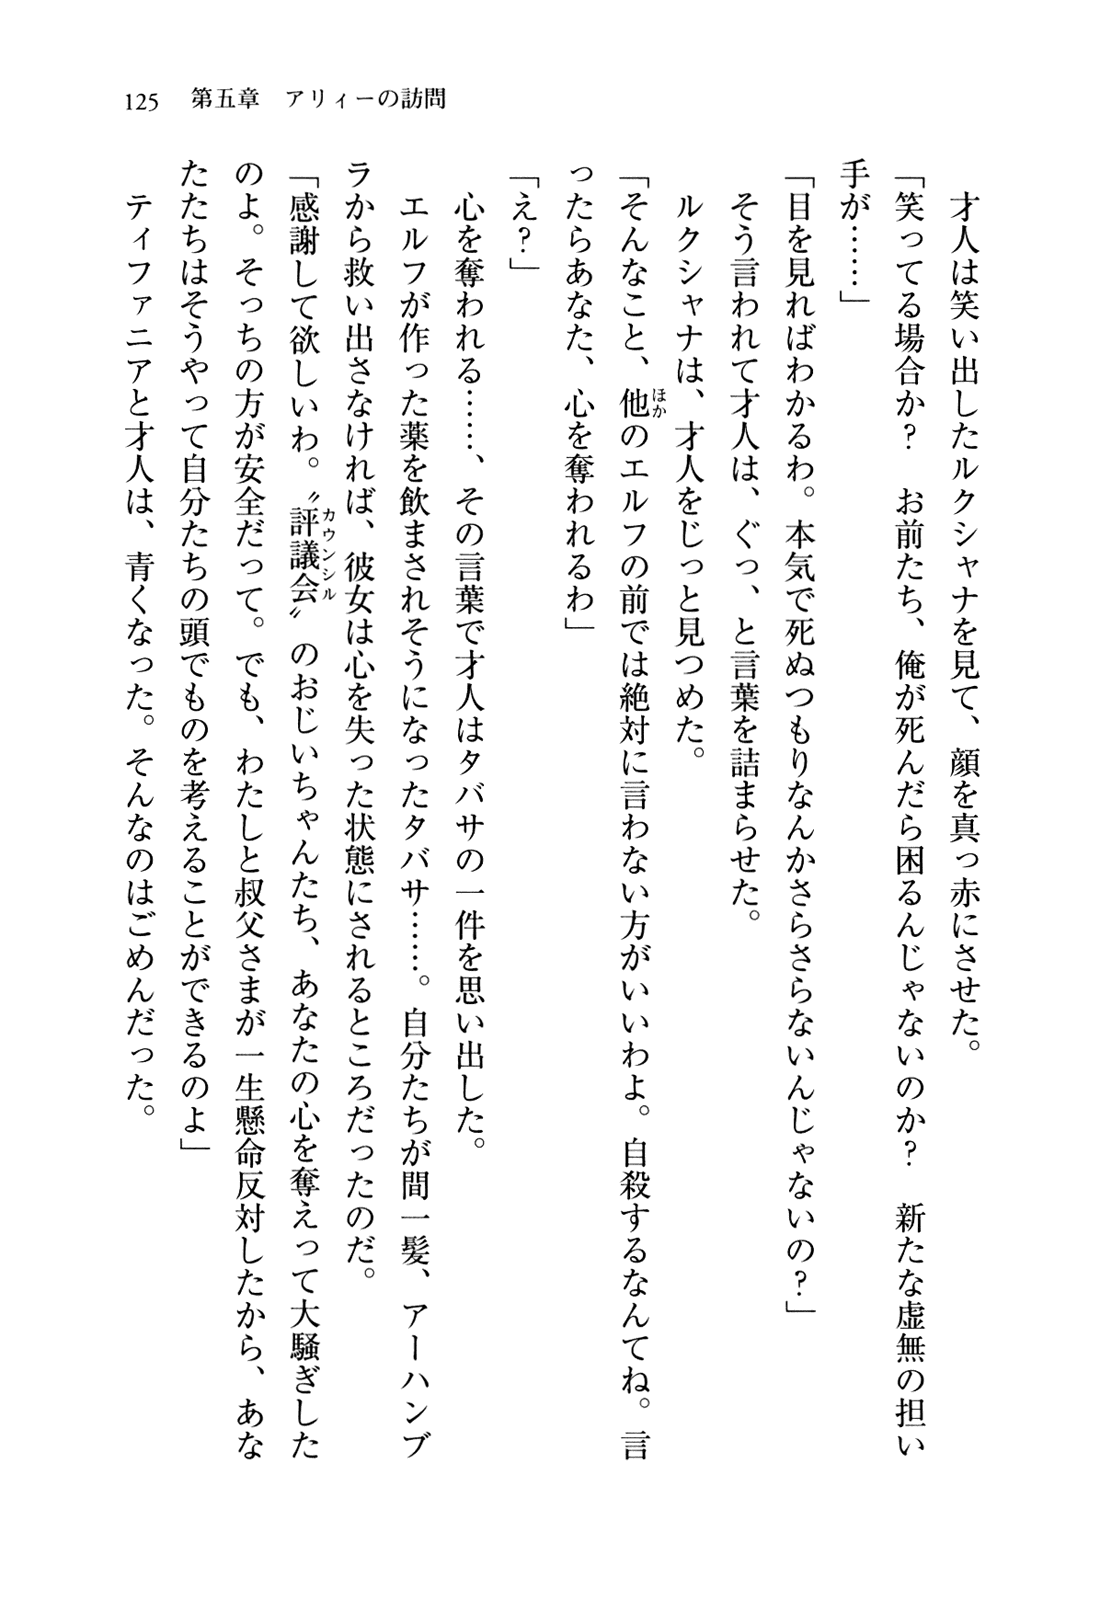 125　第五章　アリィーの訪問
　才人は笑い出したルクシャナを見て、顔を真っ赤にさせた。
「笑ってる場合か？　お前たち、俺が死んだら困るんじゃないのか？　新たな虚無の担い
手が……」
「目を見ればわかるわ。本気で死ぬつもりなんかさらさらないんじゃないの？」
　そう言われて才人は、ぐっ、と言葉を詰まらせた。
　ルクシャナは、才人をじっと見つめた。
「そんなこと、他のエルフの前では絶対に言わない方がいいわよ。自殺するなんてね。言
ったらあなた、心を奪われるわ」
「え？」
　心を奪われる……、その言葉で才人はタバサの一件を思い出した。
　エルフが作った薬を飲まされそうになったタバサ……。自分たちが間一髪、アーハンブ
ラから救い出さなければ、彼女は心を失った状態にされるところだったのだ。
「感謝して欲しいわ。〝評議会〟のおじいちゃんたち、あなたの心を奪えって大騒ぎした
のよ。そっちの方が安全だって。でも、わたしと叔父さまが一生懸命反対したから、あな
たたちはそうやって自分たちの頭でものを考えることができるのよ」
　ティファニアと才人は、青くなった。そんなのはごめんだった。
ほか
カウンシル